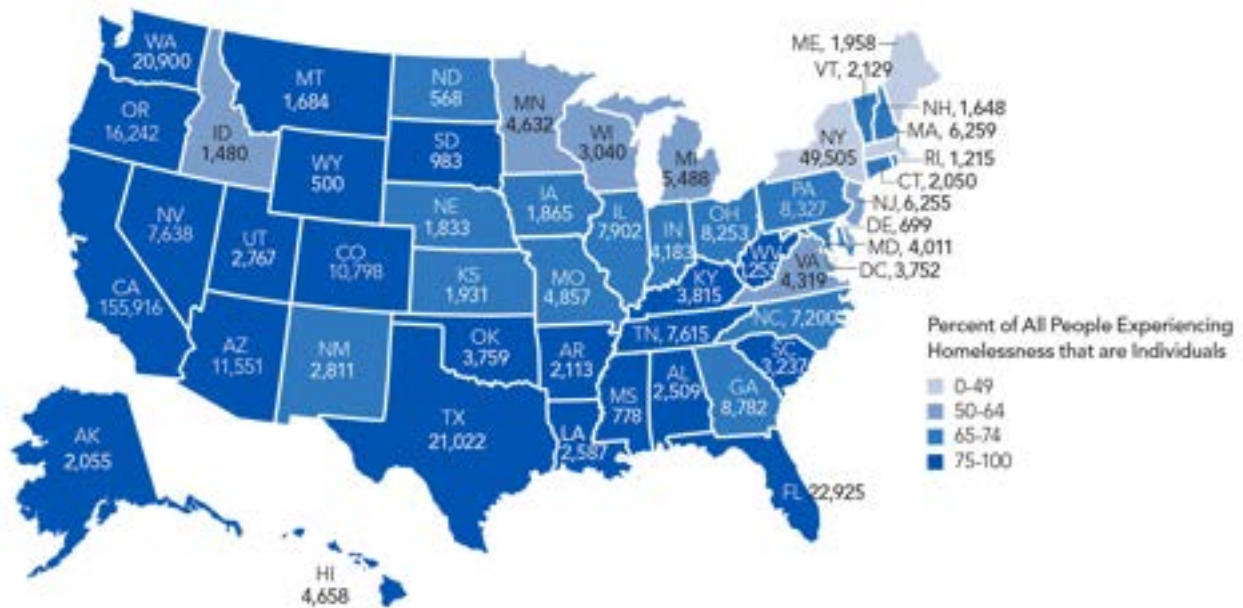 WA
20,900
MT
1,684
ND
568
MN
4,632
WI
3,040
MI
5,488
NY
49,505
ME, 1,958
VT, 2,129
NH, 1,648
MA, 6,259
RI, 1,215
CT, 2,050
NJ, 6,255
DE, 699
MD, 4,011
DC, 3,752
OR
16,242
ID
1,480
WY
500
SD
983
NE
1,833
IA
1,865
IL
7,902
IN
4,183
OH
8,253
PA
8,327
WV
VA
4,319
NV
7,638
UT
2,767
CO
10,798
KS
1,931
MO
4,857
KY
3,815
NC, 7,200
CA
155,916
AZ
11,551
NM
2,811
OK
3,759
AR
2,113
TN, 7,615
SC
3,237
MS
778
AL
2,509
GA
8,782
TX
21,022
LA
2,587
FL 22,925
AK
2,055
HI
4,658
Percent of All People Experiencing
Homelessness that are Individuals
0-49
50-64
65-74
75-100